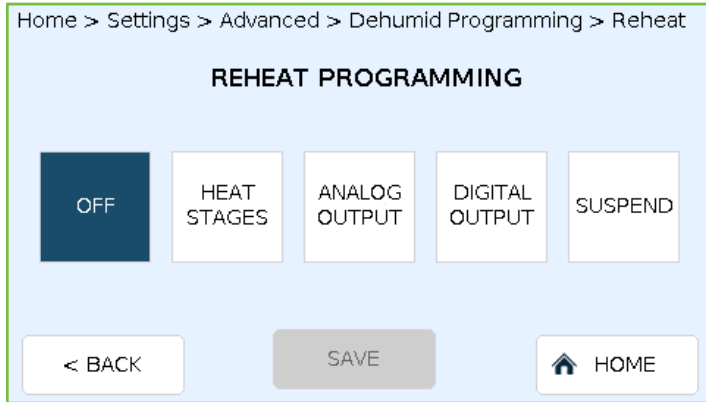 Home > Settings > Advanced > Dehumid Programming > Reheat
REHEAT PROGRAMMING
OFF
HEAT
STAGES
ANALOG
OUTPUT
DIGITAL
OUTPUT
SUSPEND
< BACK
SAVE
HOME